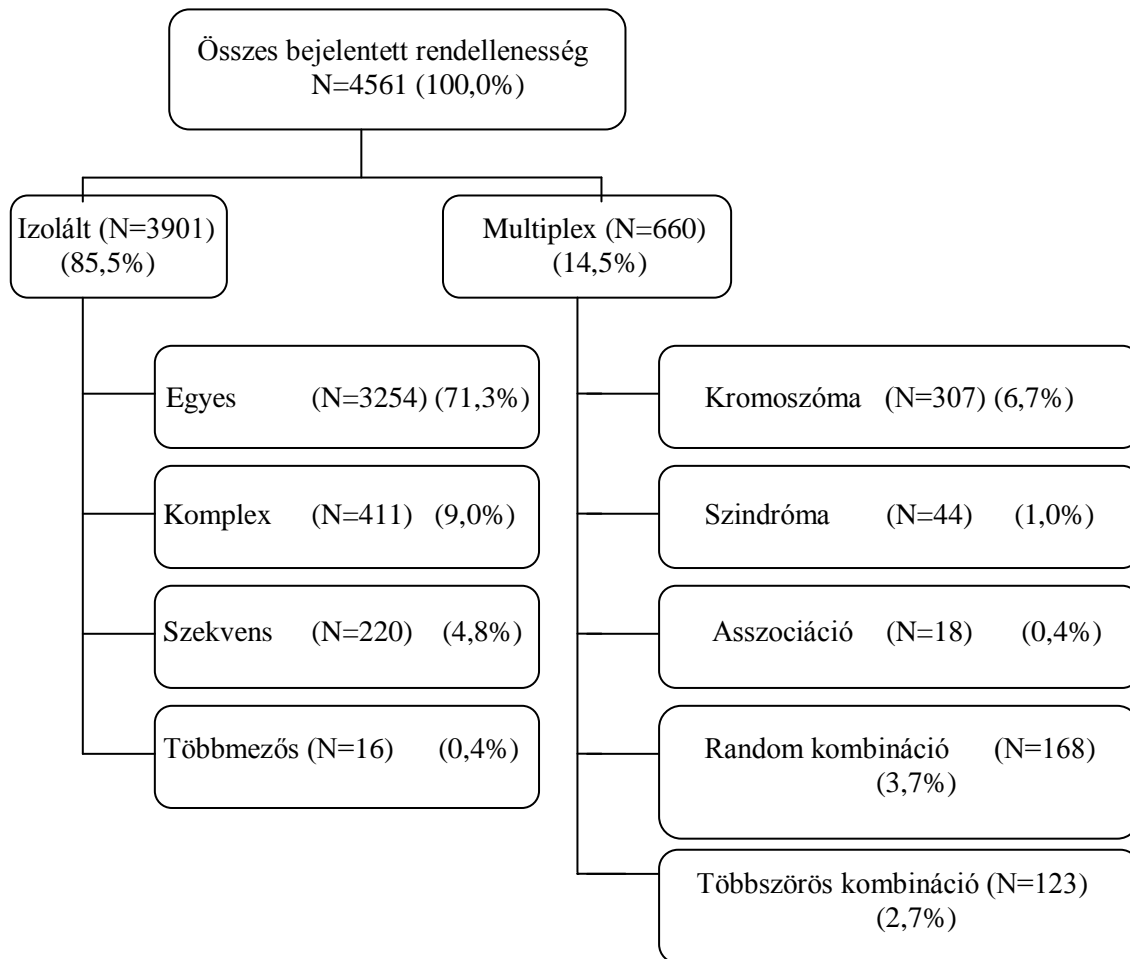 Összes bejelentett rendellenesség
N=4561 (100,0%)
Izolált (N=3901)
(85,5%)
Multiplex (N=660)
(14,5%)
Egyes (N=3254) (71,3%)
Komplex (N=411) (9,0%)
Szekvens (N=220) (4,8%)
Többmezős (N=16) (0,4%)
Kromoszóma (N=307) (6,7%)
Szindróma (N=44) (1,0%)
Asszociáció (N=18) (0,4%)
Random kombináció (N=168)
(3,7%)
Többszörös kombináció (N=123)
(2,7%)